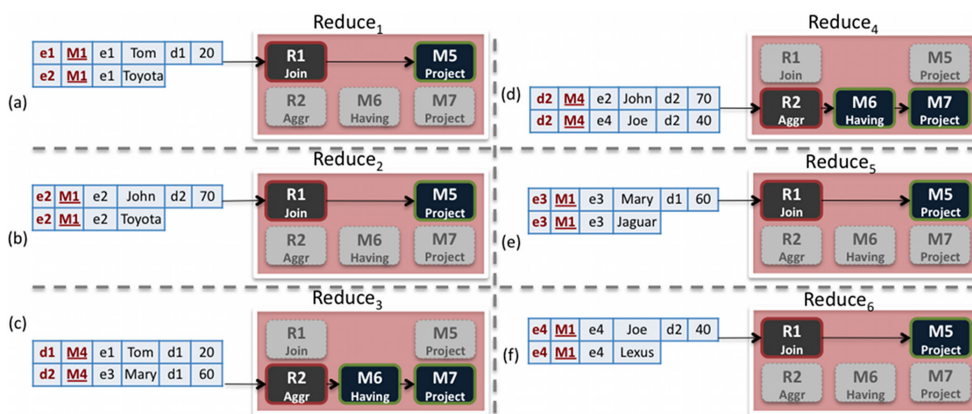 Reduce1
e1 M1 e1 Tom d1 20
e2 M1 e1 Toyota
(a)
R1 Join
M5 Project
R2 Aggr
M6 Having
M7 Project
Reduce2
e2 M1 e2 John d2 70
e2 M1 e2 Toyota
(b)
R1 Join
M5 Project
R2 Aggr
M6 Having
M7 Project
Reduce3
(c)
d1 M4 e1 Tom d1 20
d2 M4 e3 Mary d1 60
R1 Join
M5 Project
R2 Aggr
M6 Having
M7 Project
Reduce4
(d)
d2 M4 e2 John d2 70
d2 M4 e4 Joe d2 40
R1 Join
M5 Project
R2 Aggr
M6 Having
M7 Project
Reduce5
e3 M1 e3 Mary d1 60
e3 M1 e3 Jaguar
(e)
R1 Join
M5 Project
R2 Aggr
M6 Having
M7 Project
Reduce6
e4 M1 e4 Joe d2 40
e4 M1 e4 Lexus
(f)
R1 Join
M5 Project
R2 Aggr
M6 Having
M7 Project